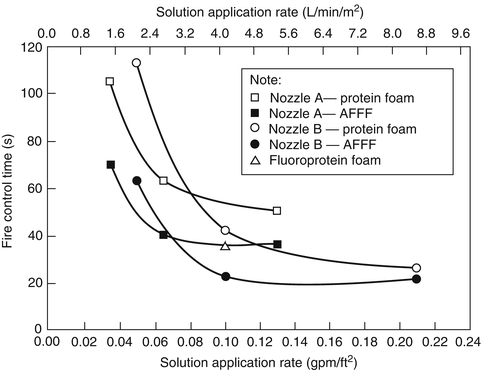 Solution application rate (L/min/m²)
0.0 0.8 1.6 2.4 3.2 4.0 4.8 5.6 6.4 7.2 8.0 8.8 9.6
120
100
80
60
40
20
0
Fire control time (s)
Note:
Nozzle A— protein foam
Nozzle A— AFFF
Nozzle B — protein foam
Nozzle B — AFFF
Fluoroprotein foam
0.00 0.02 0.04 0.06 0.08 0.10 0.12 0.14 0.16 0.18 0.20 0.22 0.24
Solution application rate (gpm/ft²)